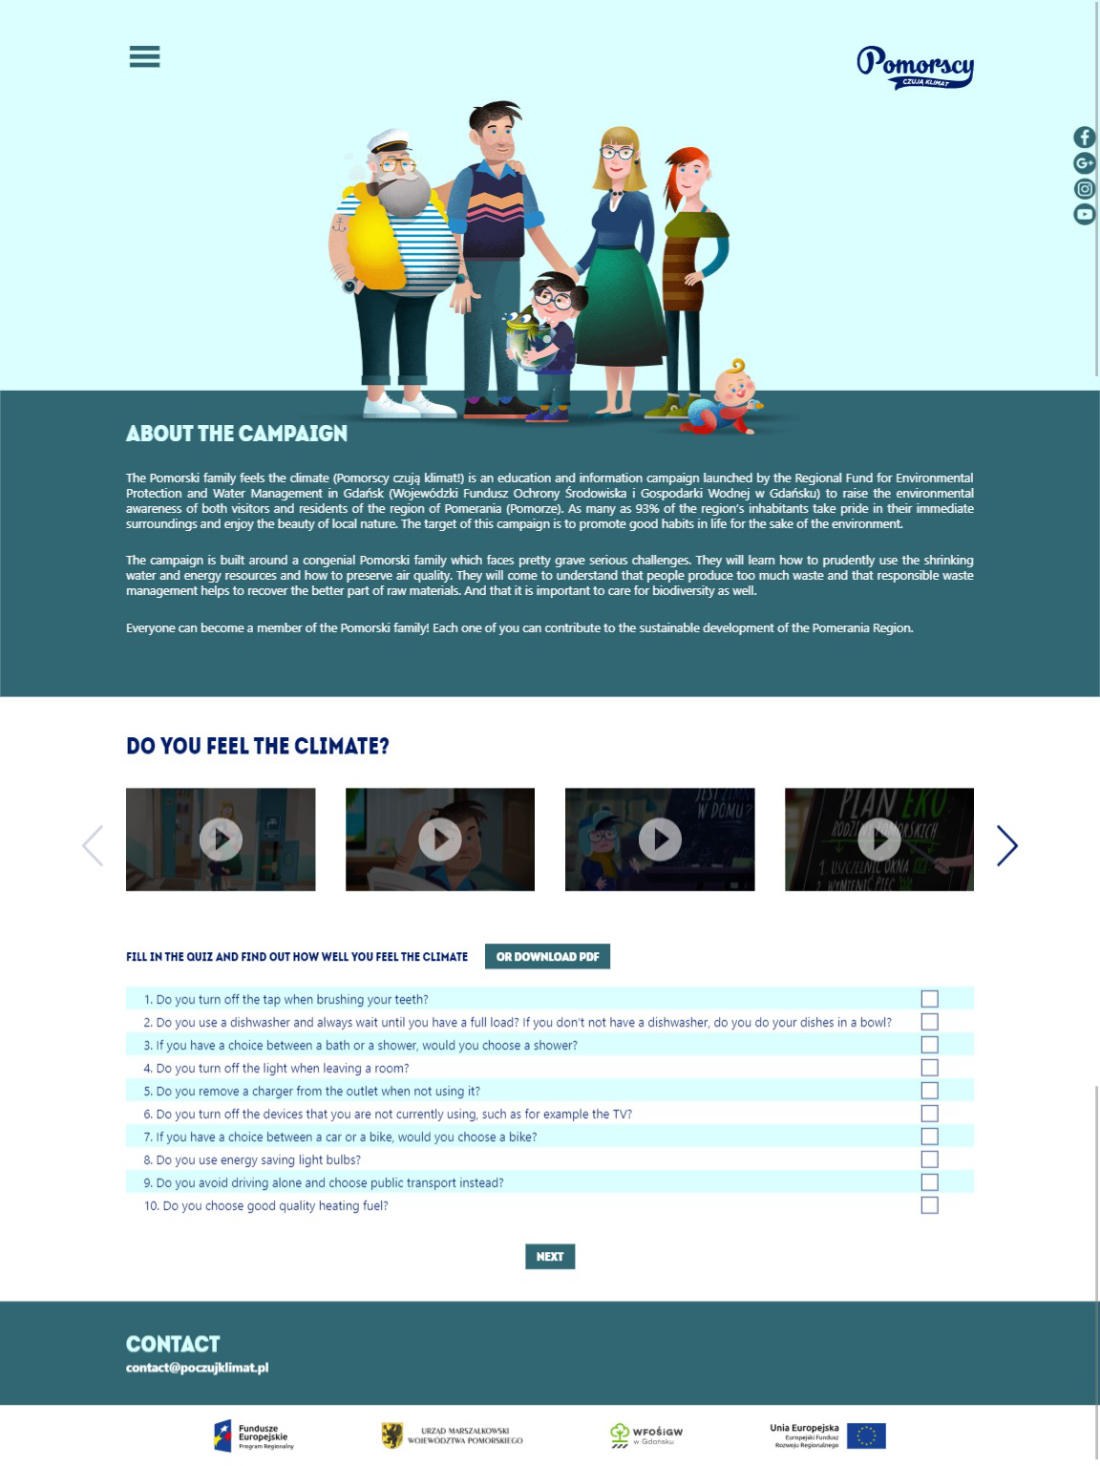 Pomorscy
CZUJĄ KLIMAT
ABOUT THE CAMPAIGN
The Pomorski family feels the climate (Pomorscy czują klimat!) is an education and information campaign launched by the Regional Fund for Environmental
Protection and Water Management in Gdańsk (Wojewódzki Fundusz Ochrony Środowiska i Gospodarki Wodnej w Gdańsku) to raise the environmental
awareness of both visitors and residents of the region of Pomerania (Pomorze). As many as 93% of the region's inhabitants take pride in their immediate
surroundings and enjoy the beauty of local nature. The target of this campaign is to promote good habits in life for the sake of the environment.
The campaign is built around a congenial Pomorski family which faces pretty grave serious challenges. They will learn how to prudently use the shrinking
water and energy resources and how to preserve air quality. They will come to understand that people produce too much waste and that responsible waste
management helps to recover the better part of raw materials. And that it is important to care for biodiversity as well.
Everyone can become a member of the Pomorski family! Each one of you can contribute to the sustainable development of the Pomerania Region.
DO YOU FEEL THE CLIMATE?
W DOMU?
PLAN EKO
1. USZCZELNIĆ OKNA
FILL IN THE QUIZ AND FIND OUT HOW WELL YOU FEEL THE CLIMATE
OR DOWNLOAD PDF
1. Do you turn off the tap when brushing your teeth?
2. Do you use a dishwasher and always wait until you have a full load? If you don't not have a dishwasher, do you do your dishes in a bowl?
3. If you have a choice between a bath or a shower, would you choose a shower?
4. Do you turn off the light when leaving a room?
5. Do you remove a charger from the outlet when not using it?
6. Do you turn off the devices that you are not currently using, such as for example the TV?
7. If you have a choice between a car or a bike, would you choose a bike?
8. Do you use energy saving light bulbs?
9. Do you avoid driving alone and choose public transport instead?
10. Do you choose good quality heating fuel?
NEXT
CONTACT
contact@poczujklimat.pl
Fundusze
Europejskie
Program Regionalny
URZĄD MARSZAŁKOWSKI
WOJEWÓDZTWA POMORSKIEGO
WFOŚiGW
w Gdańsku
Unia Europejska
Europejski Fundusz
Rozwoju Regionalnego